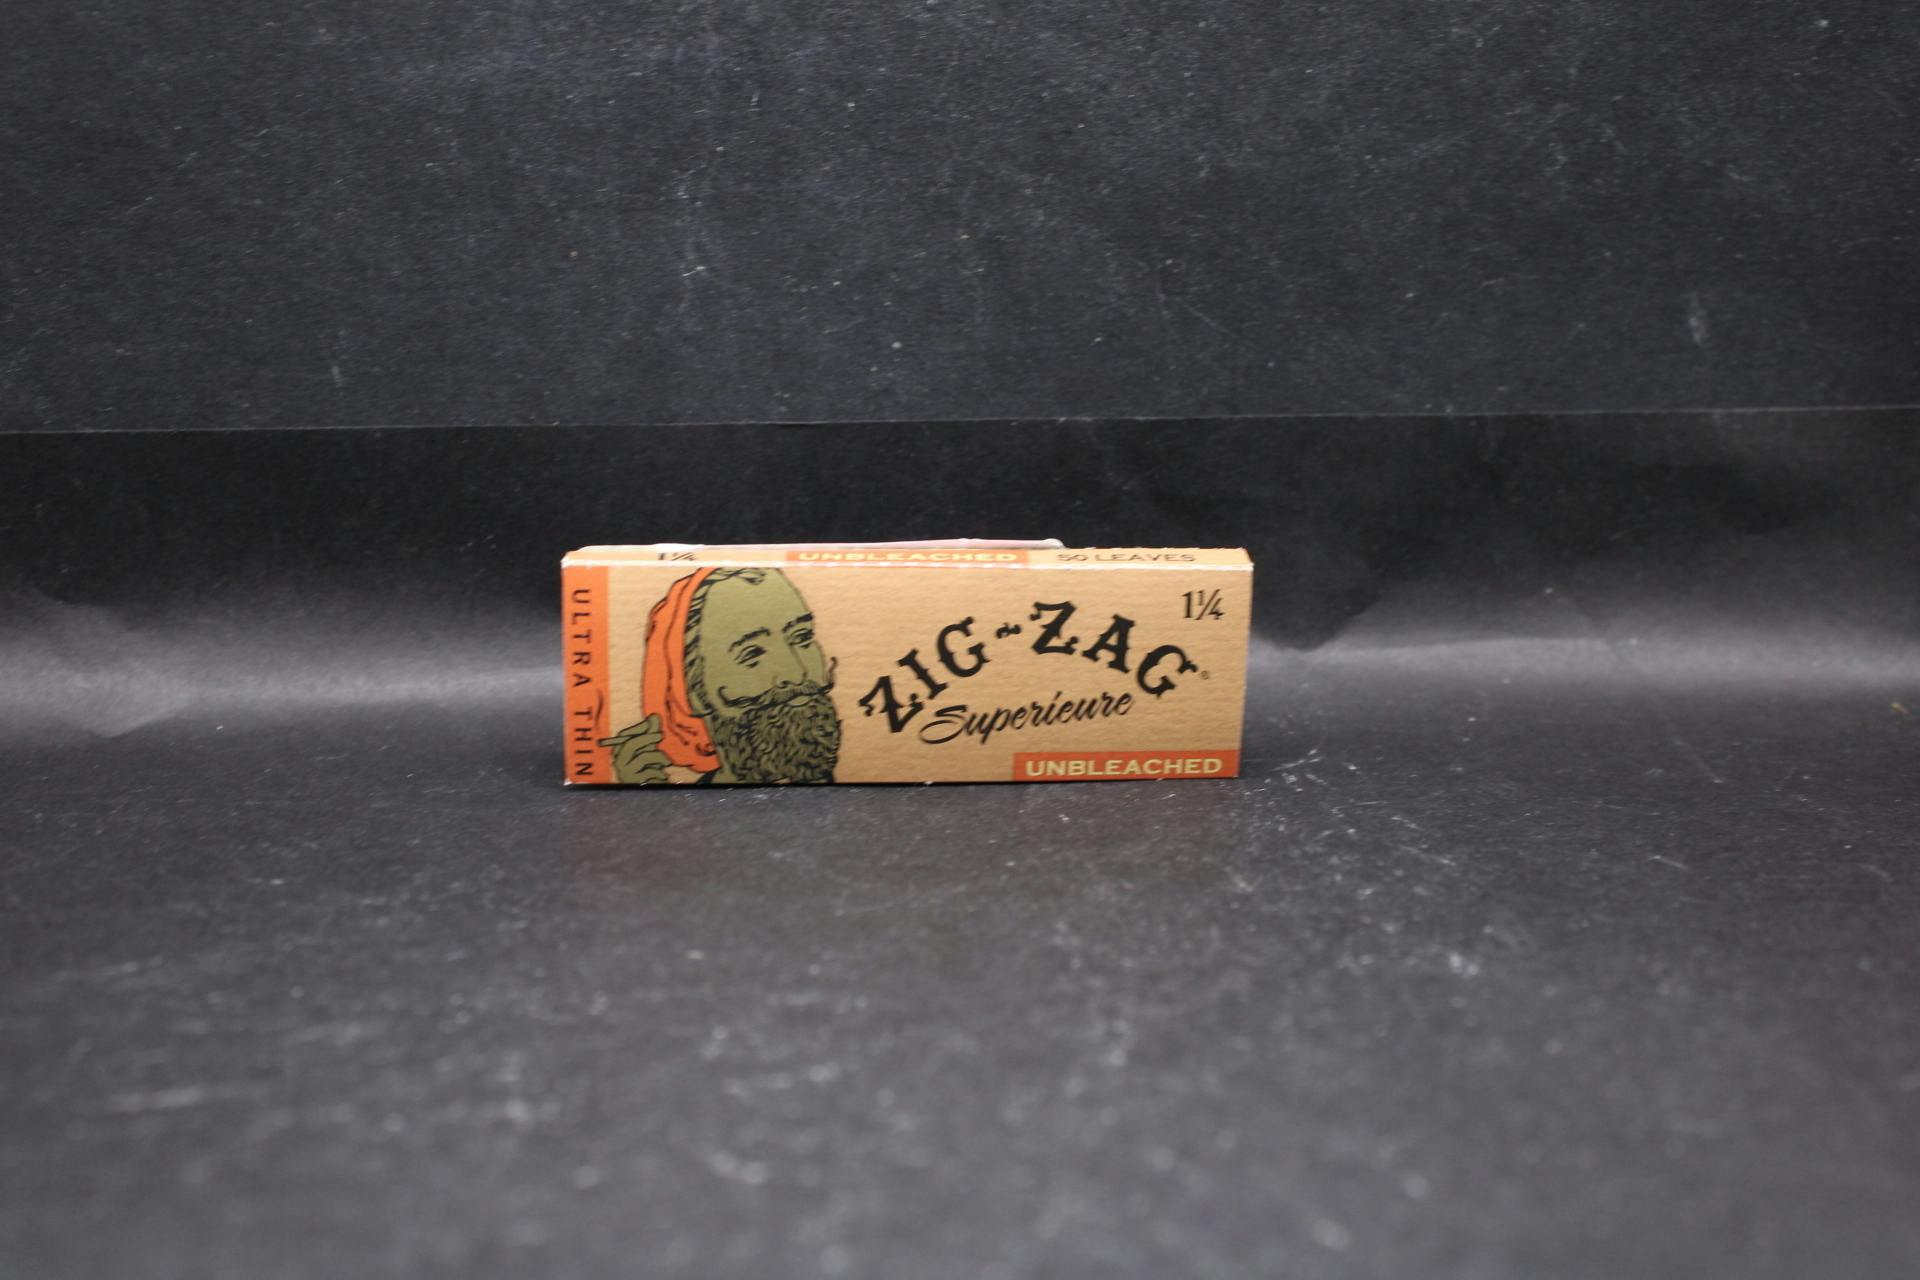 1¼ UNBLEACHED 50 LEAVES
ULTRA THIN
1¼
ZIG-ZAG®
Superieure
UNBLEACHED